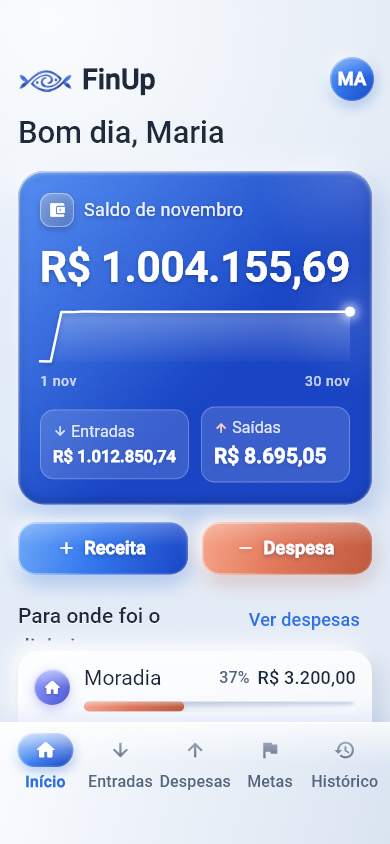 FinUp
MA
Bom dia, Maria
Saldo de novembro
R$ 1.004.155,69
1 nov
30 nov
Entradas
R$ 1.012.850,74
Saídas
R$ 8.695,05
+ Receita
− Despesa
Para onde foi o
Ver despesas
Moradia
37% R$ 3.200,00
Início
Entradas
Despesas
Metas
Histórico